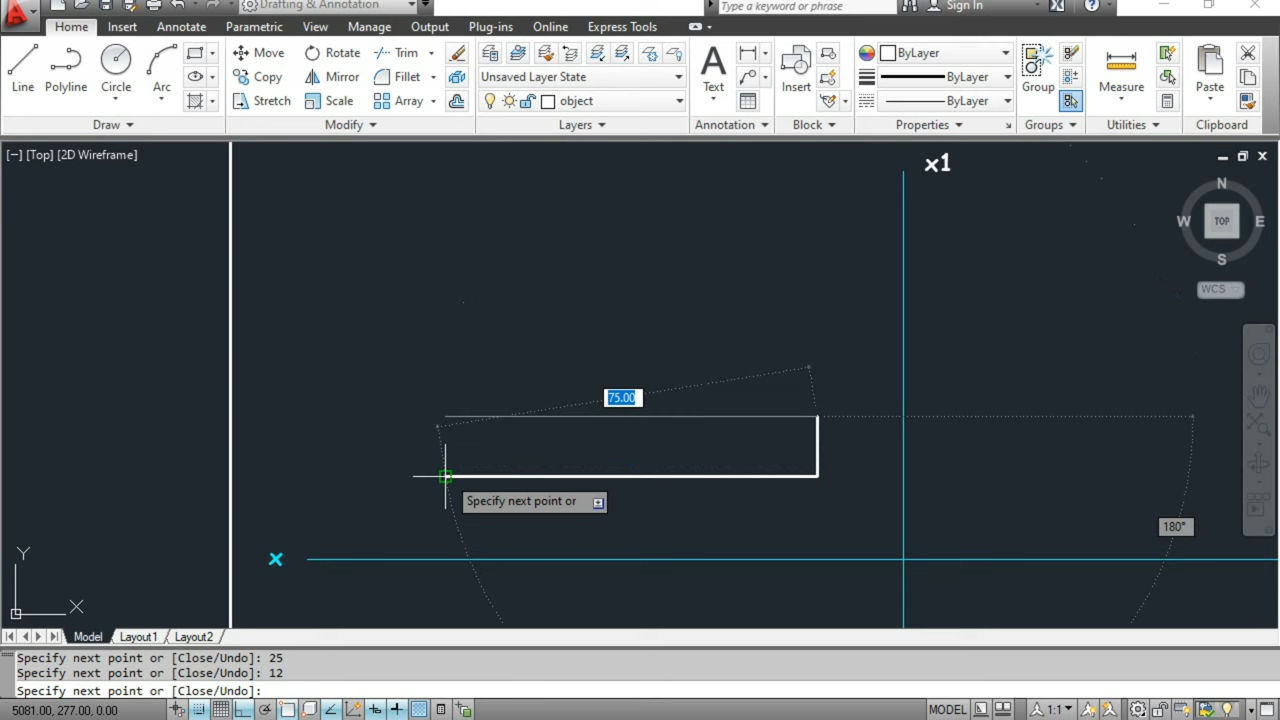 Drafting & Annotation
Type a keyword or phrase
Sign In
Home Insert Annotate Parametric View Manage Output Plug-ins Online Express Tools
Line Polyline Circle Arc
Move Rotate Trim
Copy Mirror Fillet
Stretch Scale Array
Unsaved Layer State
object
Text
Insert
ByLayer
ByLayer
ByLayer
Group
Measure
Paste
Draw Modify Layers Annotation Block Properties Groups Utilities Clipboard
[−] [Top] [2D Wireframe]
x1
N
W TOP E
S
WCS
75.00
Specify next point or
180°
x
Y
X
Model Layout1 Layout2
Specify next point or [Close/Undo]: 25
Specify next point or [Close/Undo]: 12
Specify next point or [Close/Undo]:
5081.00, 277.00, 0.00
MODEL
1:1